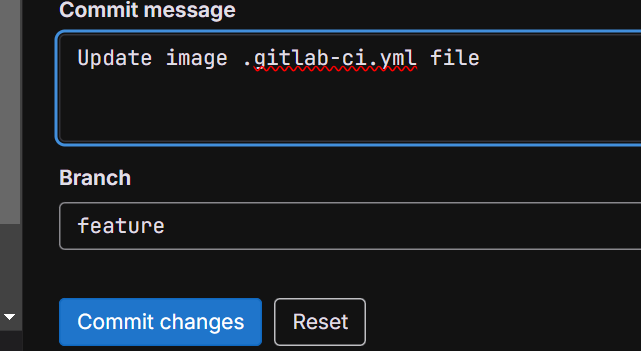 Commit message
Update image .gitlab-ci.yml file
Branch
feature
Commit changes
Reset